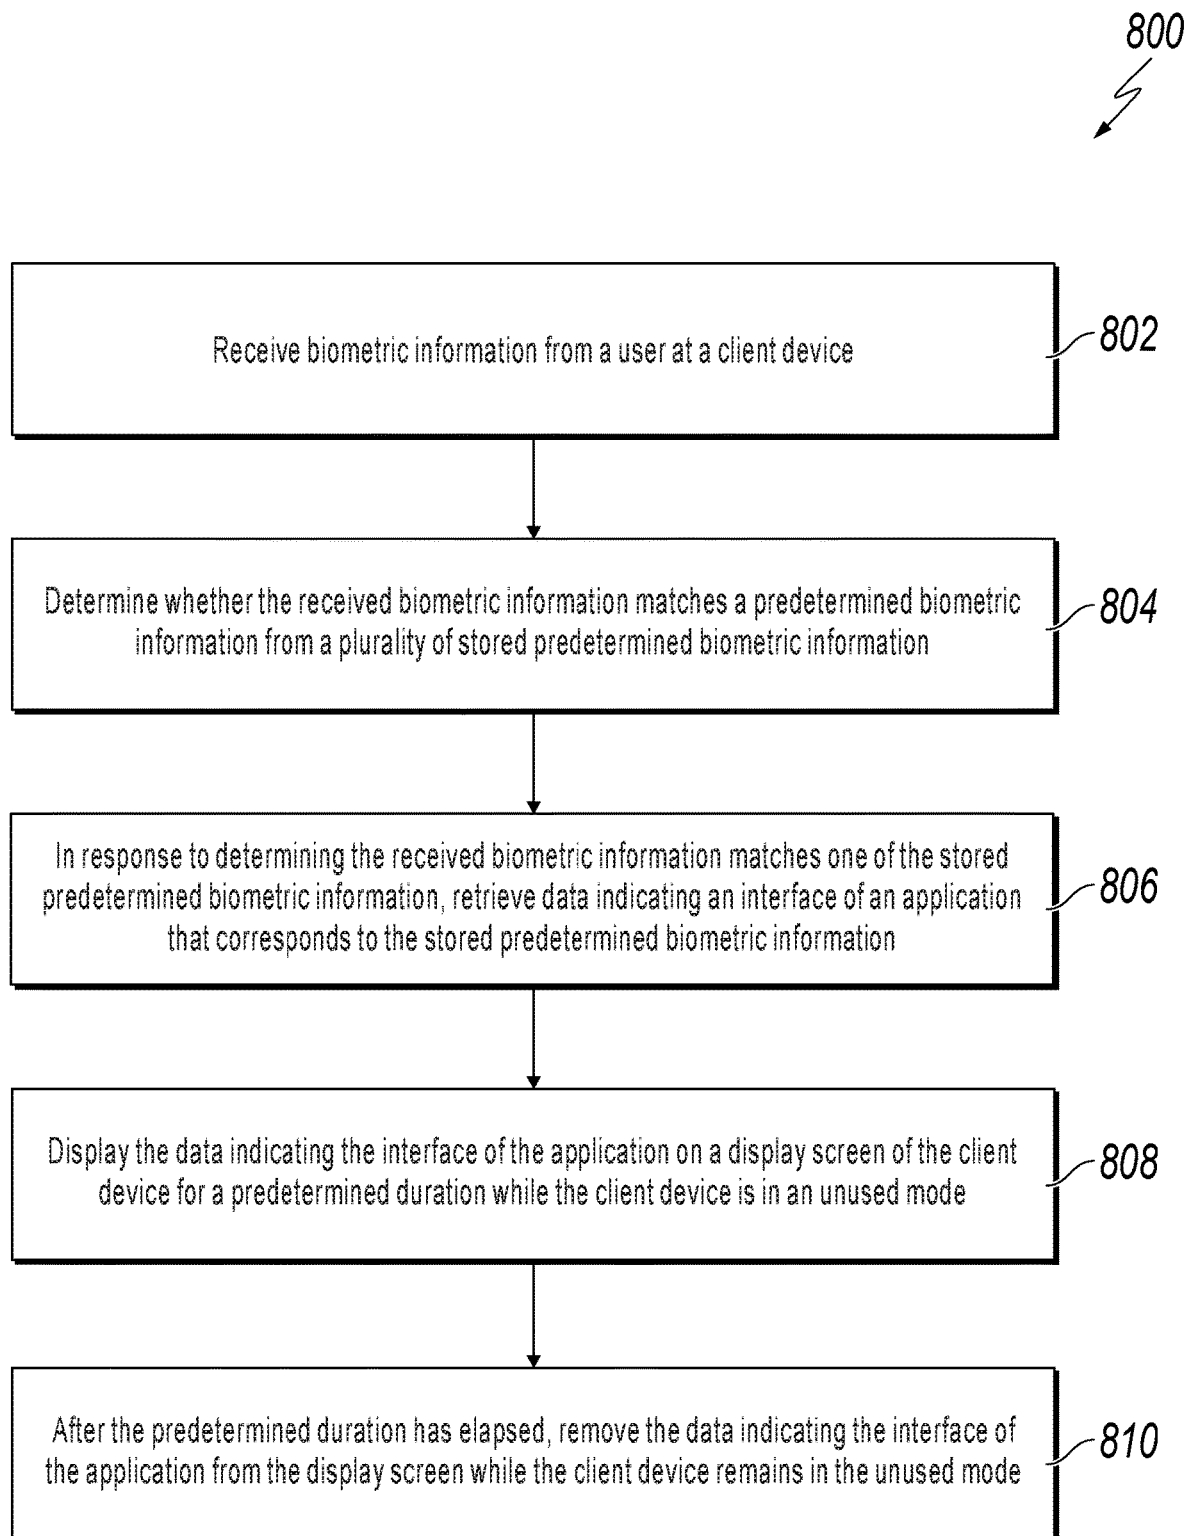 800
Receive biometric information from a user at a client device
802
Determine whether the received biometric information matches a predetermined biometric
information from a plurality of stored predetermined biometric information
804
In response to determining the received biometric information matches one of the stored
predetermined biometric information, retrieve data indicating an interface of an application
that corresponds to the stored predetermined biometric information
806
Display the data indicating the interface of the application on a display screen of the client
device for a predetermined duration while the client device is in an unused mode
808
After the predetermined duration has elapsed, remove the data indicating the interface of
the application from the display screen while the client device remains in the unused mode
810